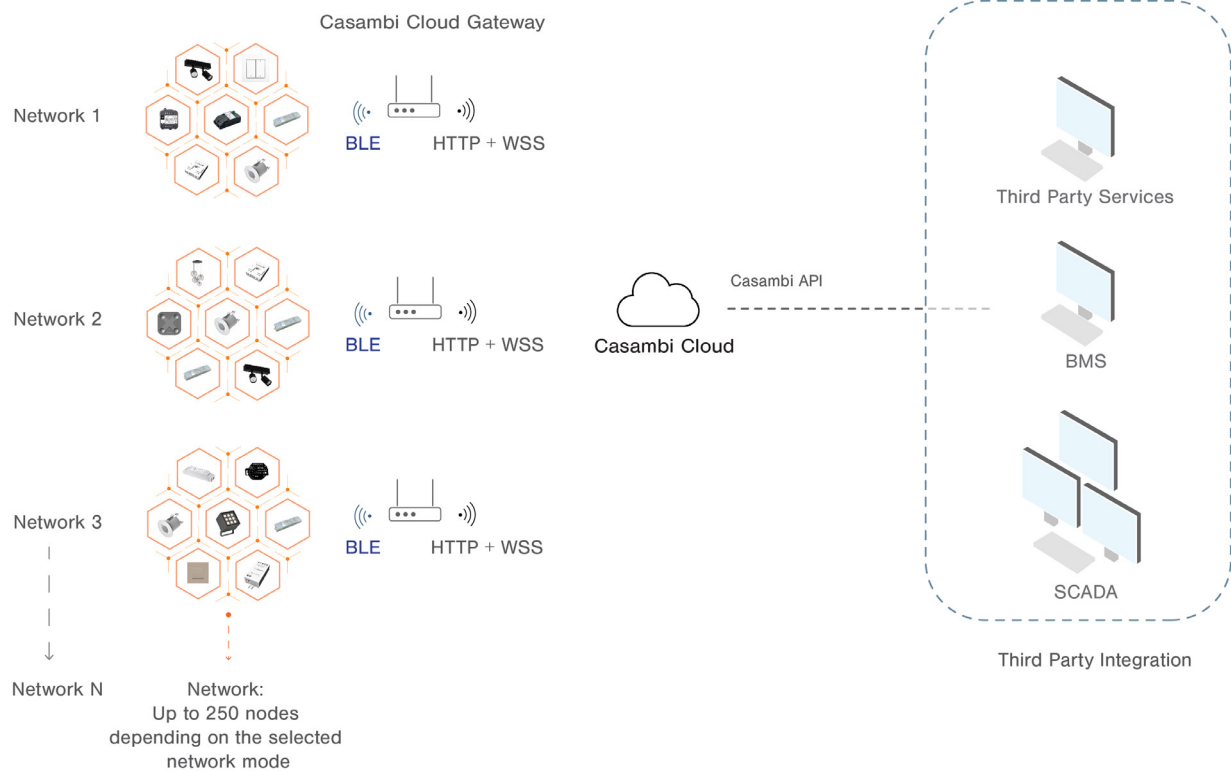 Casambi Cloud Gateway
Network 1
BLE
HTTP + WSS
Third Party Services
Network 2
BLE
HTTP + WSS
Casambi Cloud
Casambi API
BMS
Network 3
BLE
HTTP + WSS
SCADA
Third Party Integration
Network N
Network:
Up to 250 nodes
depending on the selected
network mode